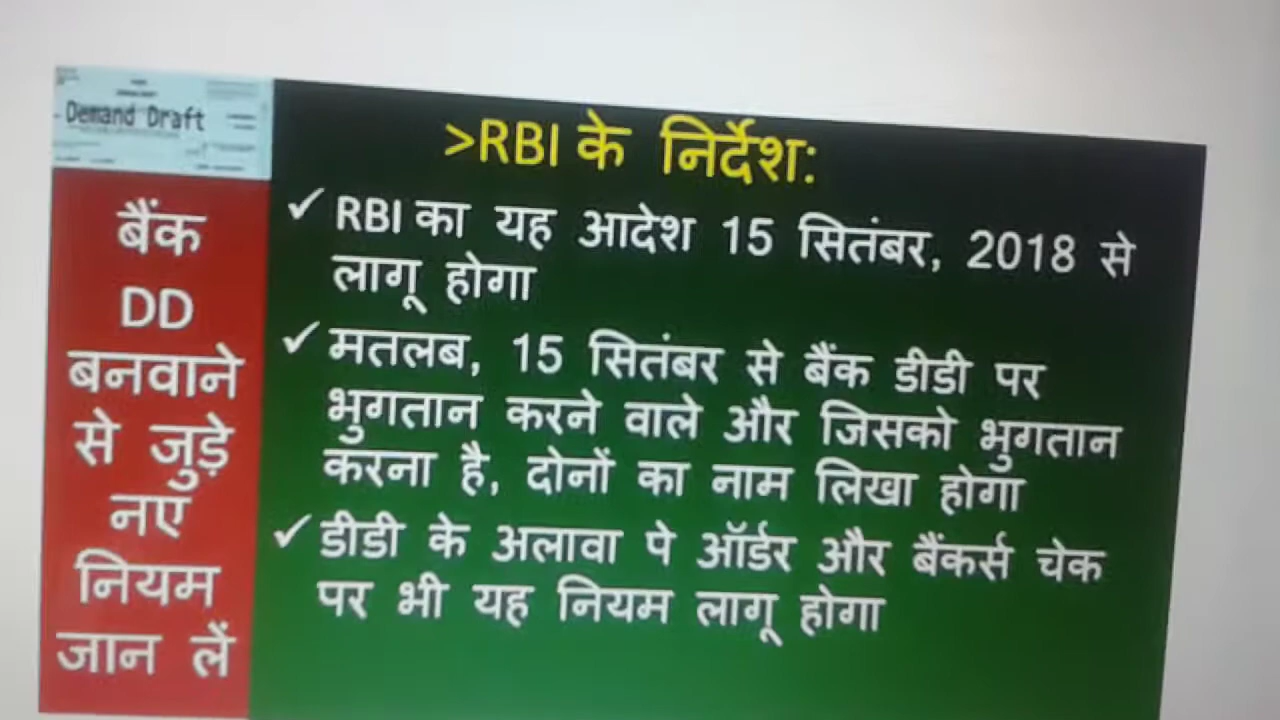 Demand Draft
बैंक
DD
बनवाने
से जुड़े
नए
नियम
जान लें
>RBI के निर्देश:
✓ RBI का यह आदेश 15 सितंबर, 2018 से
लागू होगा
✓ मतलब, 15 सितंबर से बैंक डीडी पर
भुगतान करने वाले और जिसको भुगतान
करना है, दोनों का नाम लिखा होगा
✓ डीडी के अलावा पे ऑर्डर और बैंकर्स चेक
पर भी यह नियम लागू होगा